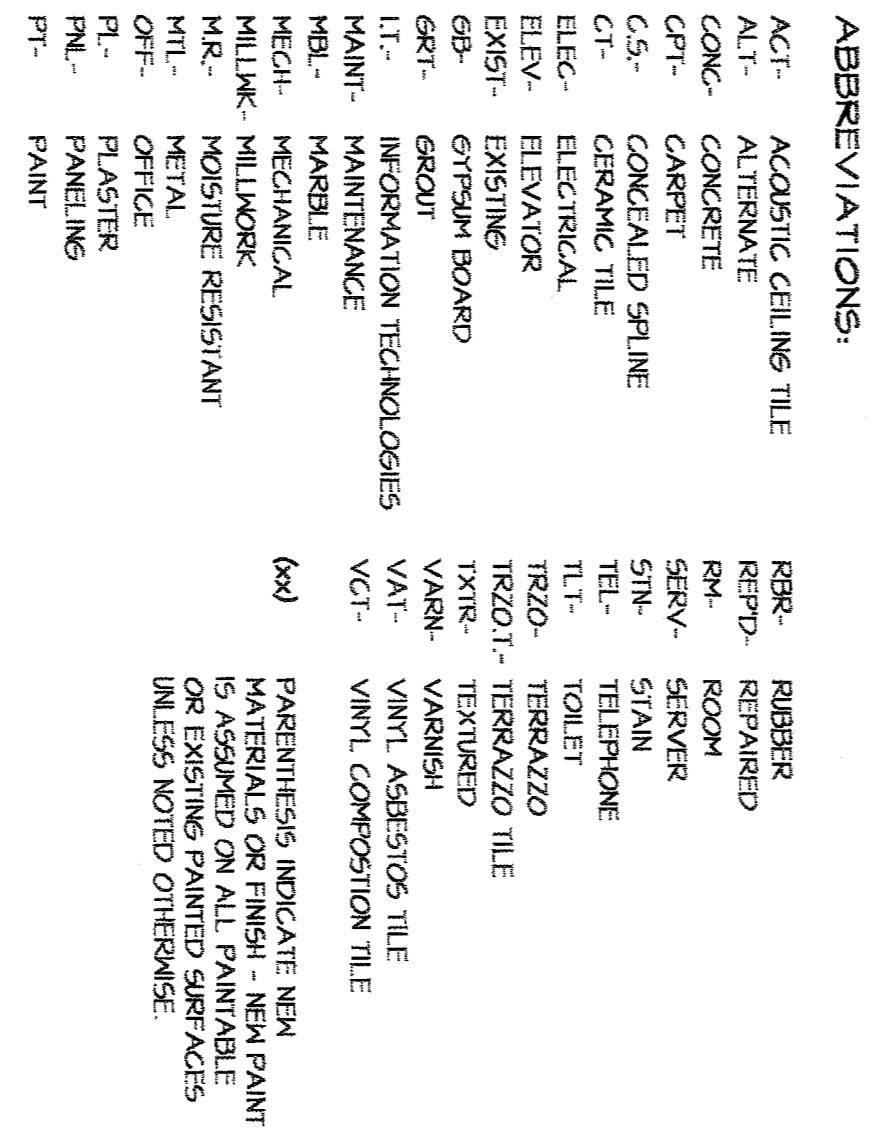 ABBREVIATIONS:
ACT- ACOUSTIC CEILING TILE
ALT- ALTERNATE
CONC- CONCRETE
CPT- CARPET
C.S.- CONCEALED SPLINE
CT- CERAMIC TILE
ELEC- ELECTRICAL
ELEV- ELEVATOR
EXIST- EXISTING
GB- GYPSUM BOARD
GRT- GROUT
I.T.- INFORMATION TECHNOLOGIES
MAINT- MAINTENANCE
MBL- MARBLE
MECH- MECHANICAL
MILLWK- MILLWORK
M.R.- MOISTURE RESISTANT
MTL- METAL
OFF- OFFICE
PL- PLASTER
PNL- PANELING
PT- PAINT
RBR- RUBBER
REP'D- REPAIRED
RM- ROOM
SERV- SERVER
STN- STAIN
TEL- TELEPHONE
TLT- TOILET
TRZO- TERRAZZO
TRZO.T.- TERRAZZO TILE
TXTR- TEXTURED
VARN- VARNISH
VAT- VINYL ASBESTOS TILE
VCT- VINYL COMPOSTION TILE
(XX) PARENTHESIS INDICATE NEW
MATERIALS OR FINISH - NEW PAINT
IS ASSUMED ON ALL PAINTABLE
OR EXISTING PAINTED SURFACES
UNLESS NOTED OTHERWISE.